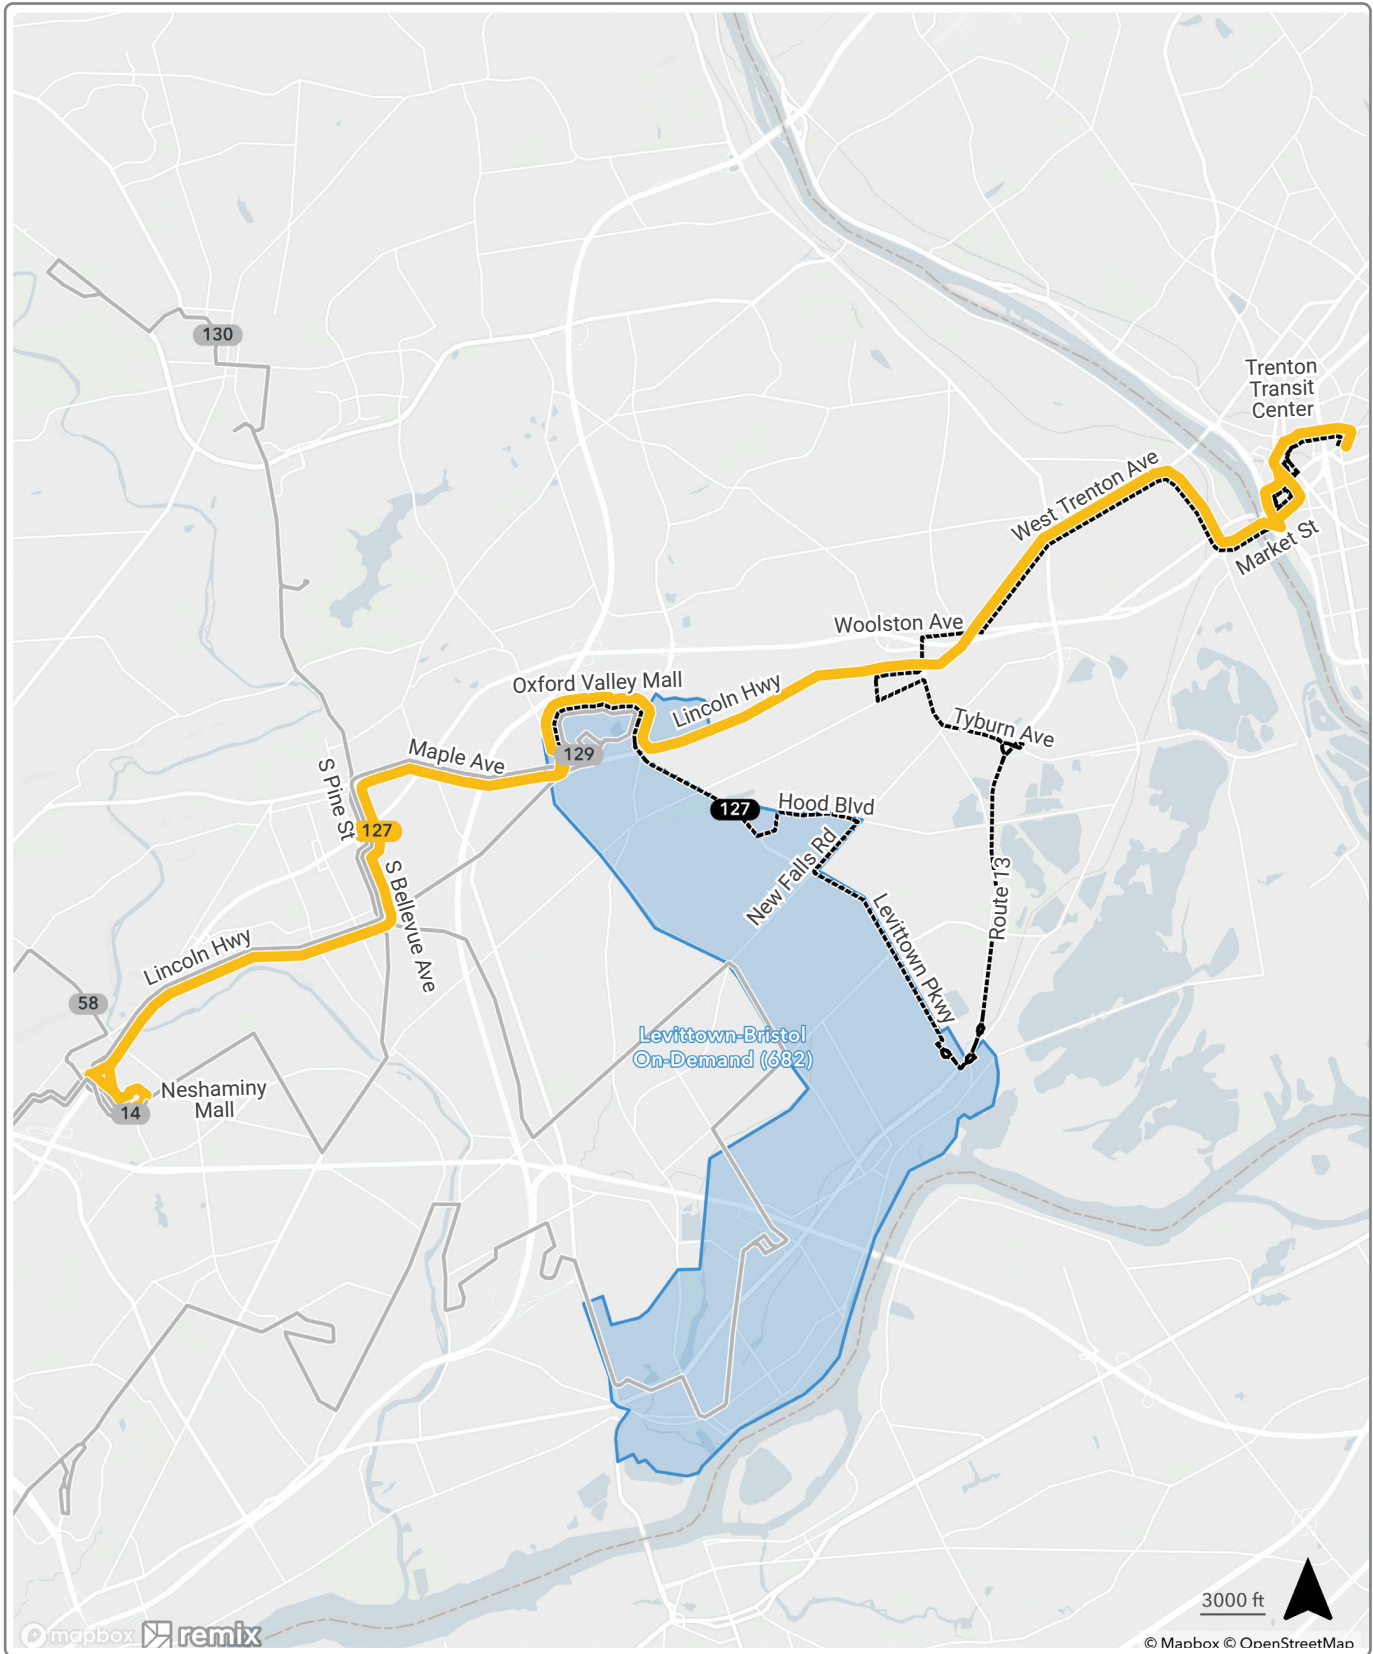 130
Trenton
Transit
Center
West Trenton Ave
Market St
Woolston Ave
Oxford Valley Mall
Lincoln Hwy
Tyburn Ave
129
Maple Ave
S Pine St
127
127
Hood Blvd
New Falls Rd
S Bellevue Ave
Levittown Pkwy
Route 13
Lincoln Hwy
58
Levittown-Bristol
On-Demand (682)
Neshaminy
Mall
14
3000 ft
mapbox remix
© Mapbox © OpenStreetMap